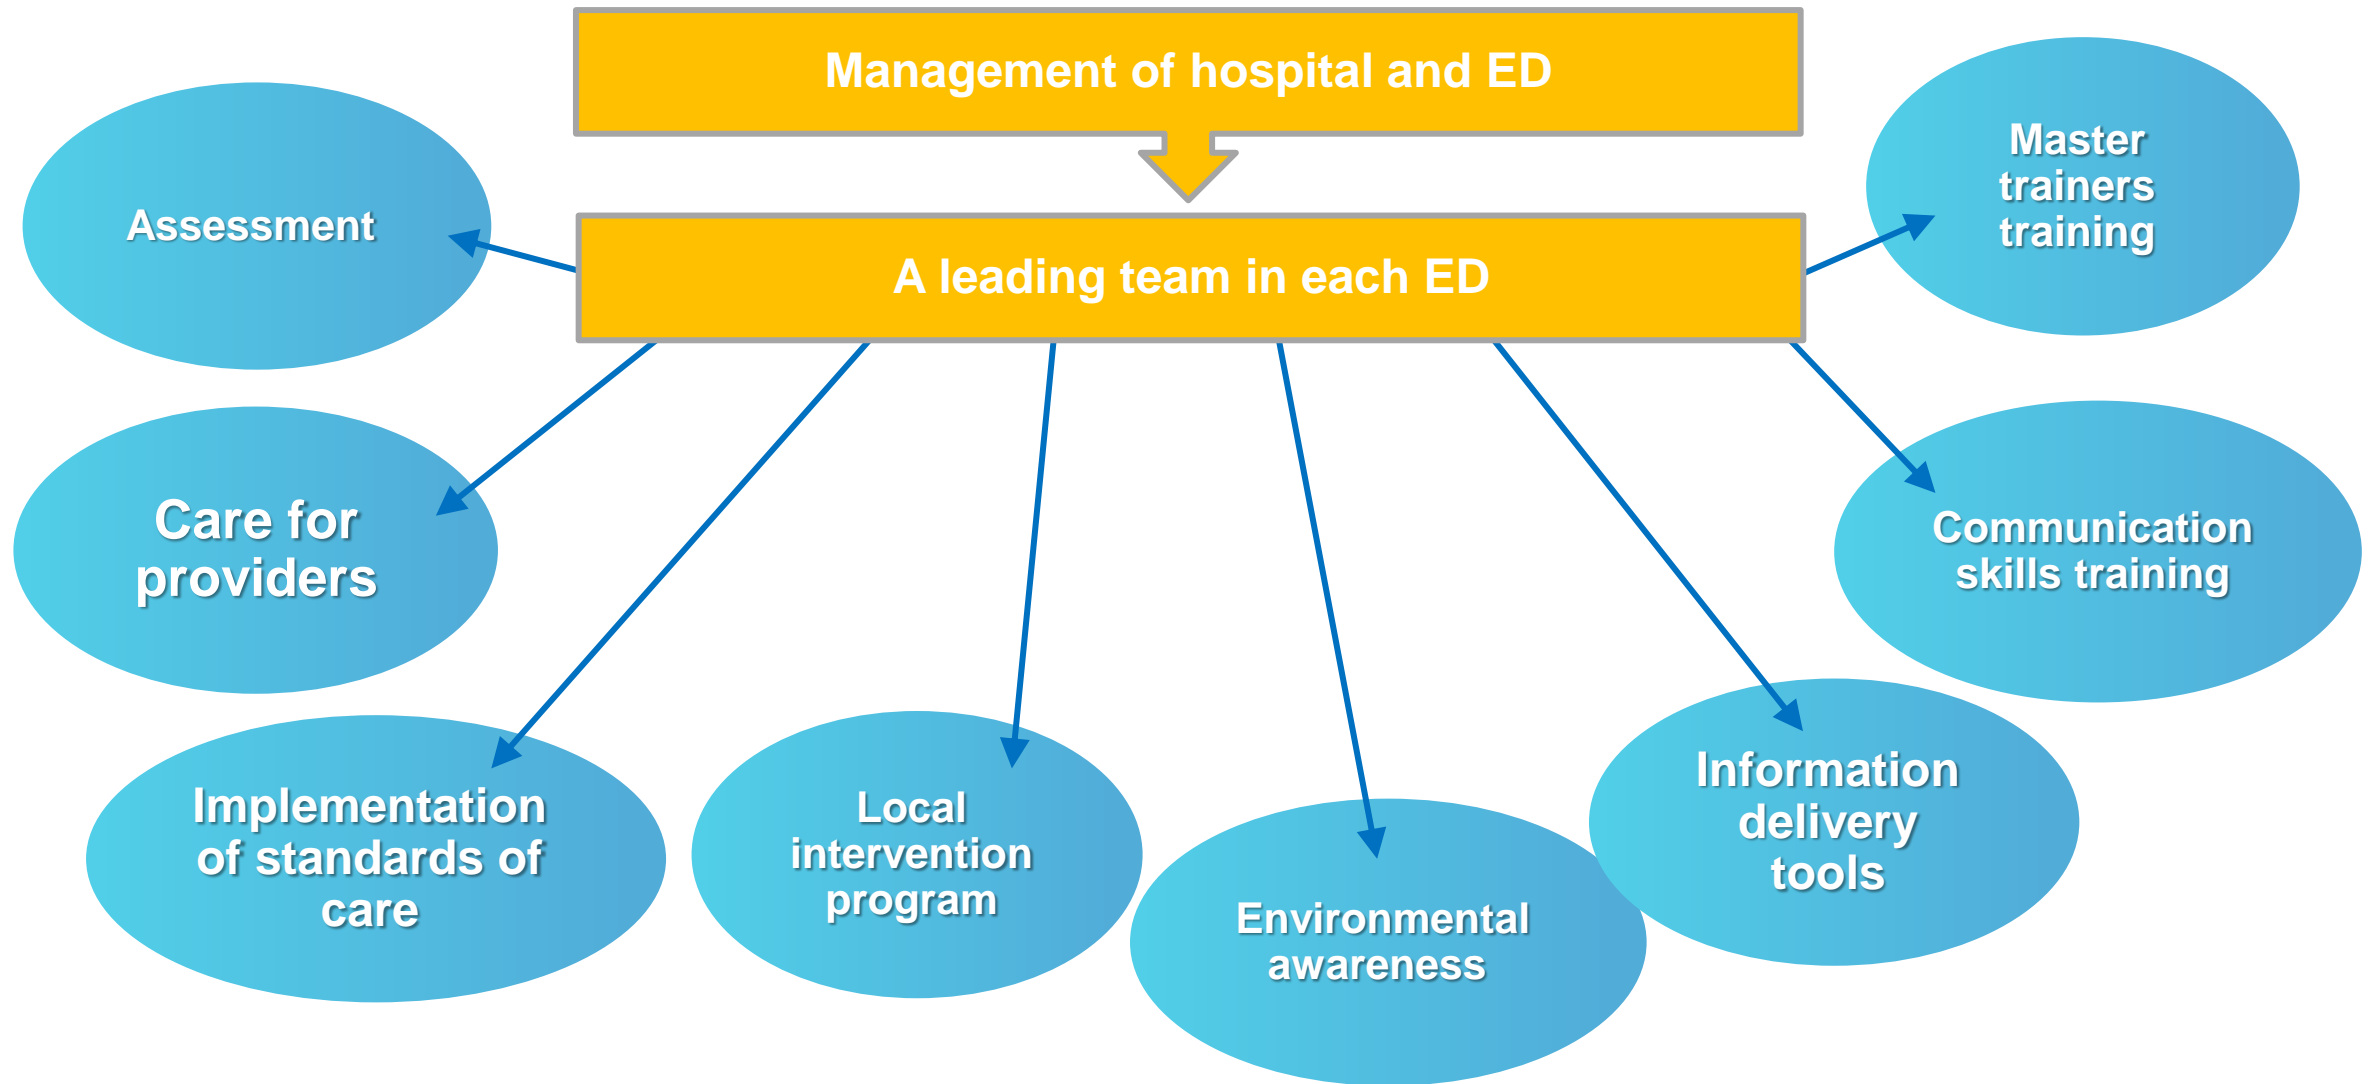 Management of hospital and ED
A leading team in each ED
Assessment
Care for
providers
Implementation
of standards of
care
Local
intervention
program
Environmental
awareness
Information
delivery
tools
Communication
skills training
Master
trainers
training